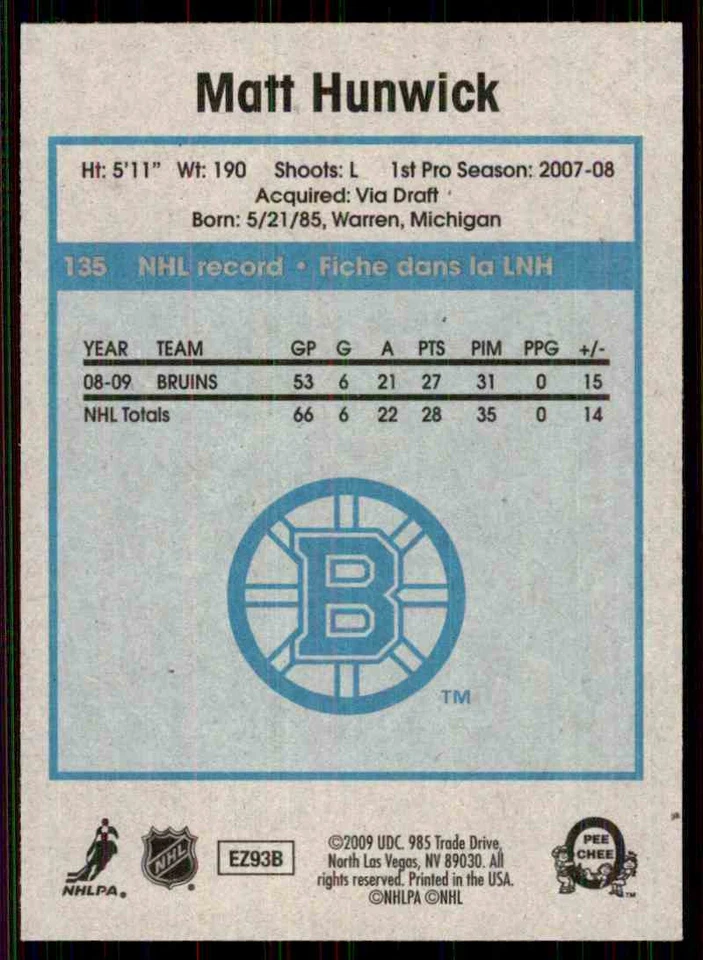 Matt Hunwick
Ht: 5'11" Wt: 190 Shoots: L 1st Pro Season: 2007-08
Acquired: Via Draft
Born: 5/21/85, Warren, Michigan
135 NHL record • Fiche dans la LNH
YEAR TEAM GP G A PTS PIM PPG +/-
08-09 BRUINS 53 6 21 27 31 0 15
NHL Totals 66 6 22 28 35 0 14
B
TM
NHLPA®
NHL
EZ93B
©2009 UDC. 985 Trade Drive,
North Las Vegas, NV 89030. All
rights reserved. Printed in the USA.
©NHLPA ©NHL
O PEE
CHEE
TM